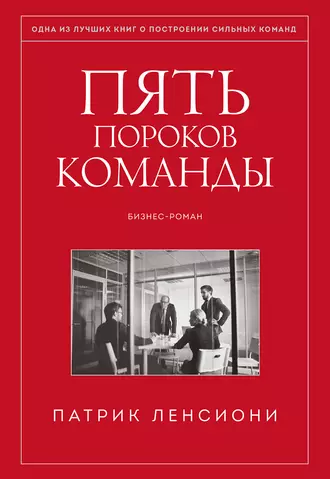 ОДНА ИЗ ЛУЧШИХ КНИГ О ПОСТРОЕНИИ СИЛЬНЫХ КОМАНД
ПЯТЬ
ПОРОКОВ
КОМАНДЫ
БИЗНЕС-РОМАН
ПАТРИК ЛЕНСИОНИ